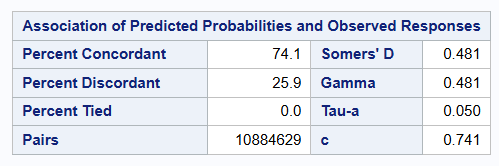 Association of Predicted Probabilities and Observed Responses
Percent Concordant 74.1 Somers' D 0.481
Percent Discordant 25.9 Gamma 0.481
Percent Tied 0.0 Tau-a 0.050
Pairs 10884629 c 0.741